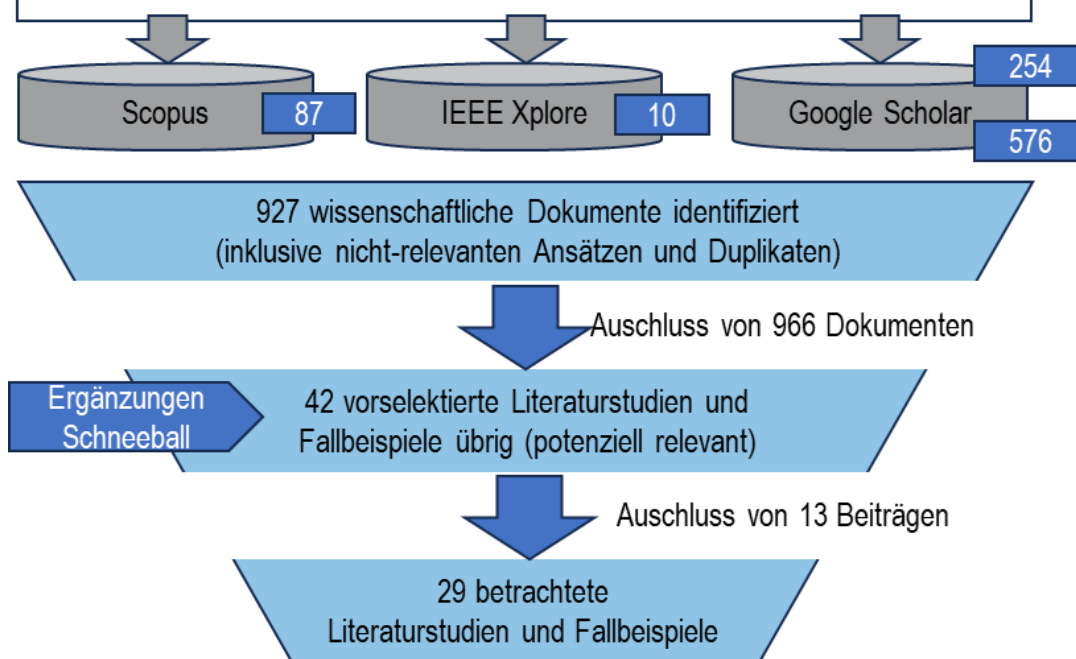 254
Scopus
87
IEEE Xplore
10
Google Scholar
576
927 wissenschaftliche Dokumente identifiziert
(inklusive nicht-relevanten Ansätzen und Duplikaten)
Auschluss von 966 Dokumenten
Ergänzungen
Schneeball
42 vorselektierte Literaturstudien und
Fallbeispiele übrig (potenziell relevant)
Auschluss von 13 Beiträgen
29 betrachtete
Literaturstudien und Fallbeispiele